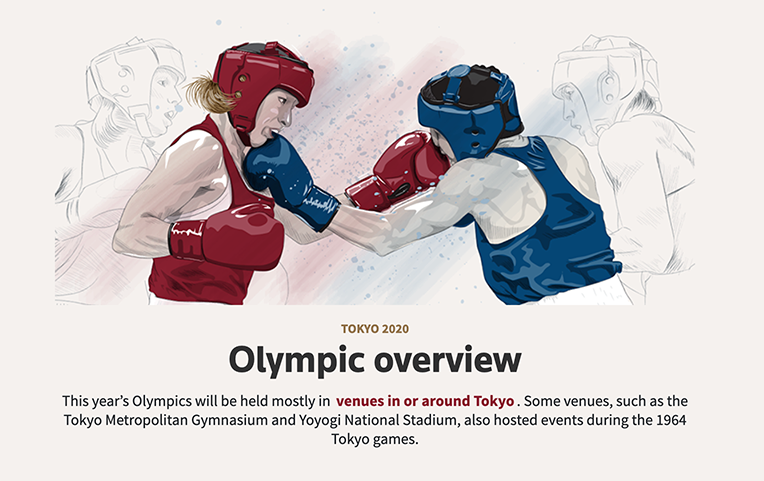 TOKYO 2020
Olympic overview
This year’s Olympics will be held mostly in venues in or around Tokyo . Some venues, such as the
Tokyo Metropolitan Gymnasium and Yoyogi National Stadium, also hosted events during the 1964
Tokyo games.